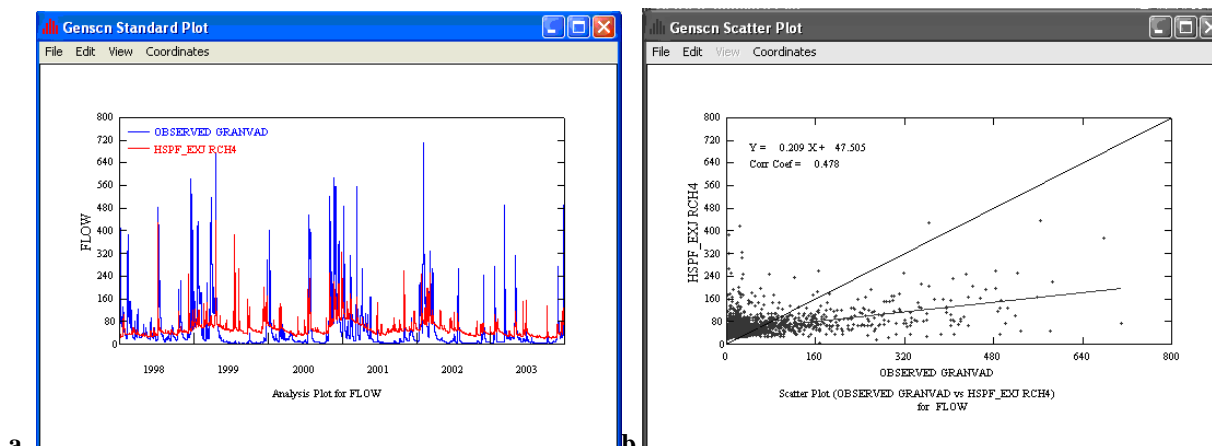 Genscn Standard Plot
File Edit View Coordinates
800
720
640
560
480
400
320
240
160
80
0
FLOW
OBSERVED GRANVAD
HSPF_EXJ RCH4
1998 1999 2000 2001 2002 2003
Analysis Plot for FLOW
a
Genscn Scatter Plot
File Edit View Coordinates
800
720
640
560
480
400
320
240
160
80
0
HSPF_EXJ RCH4
Y = 0.209 X + 47.505
Corr Coef = 0.478
0 160 320 480 640 800
OBSERVED GRANVAD
Scatter Plot (OBSERVED GRANVAD vs HSPF_EXJ RCH4)
for FLOW
b